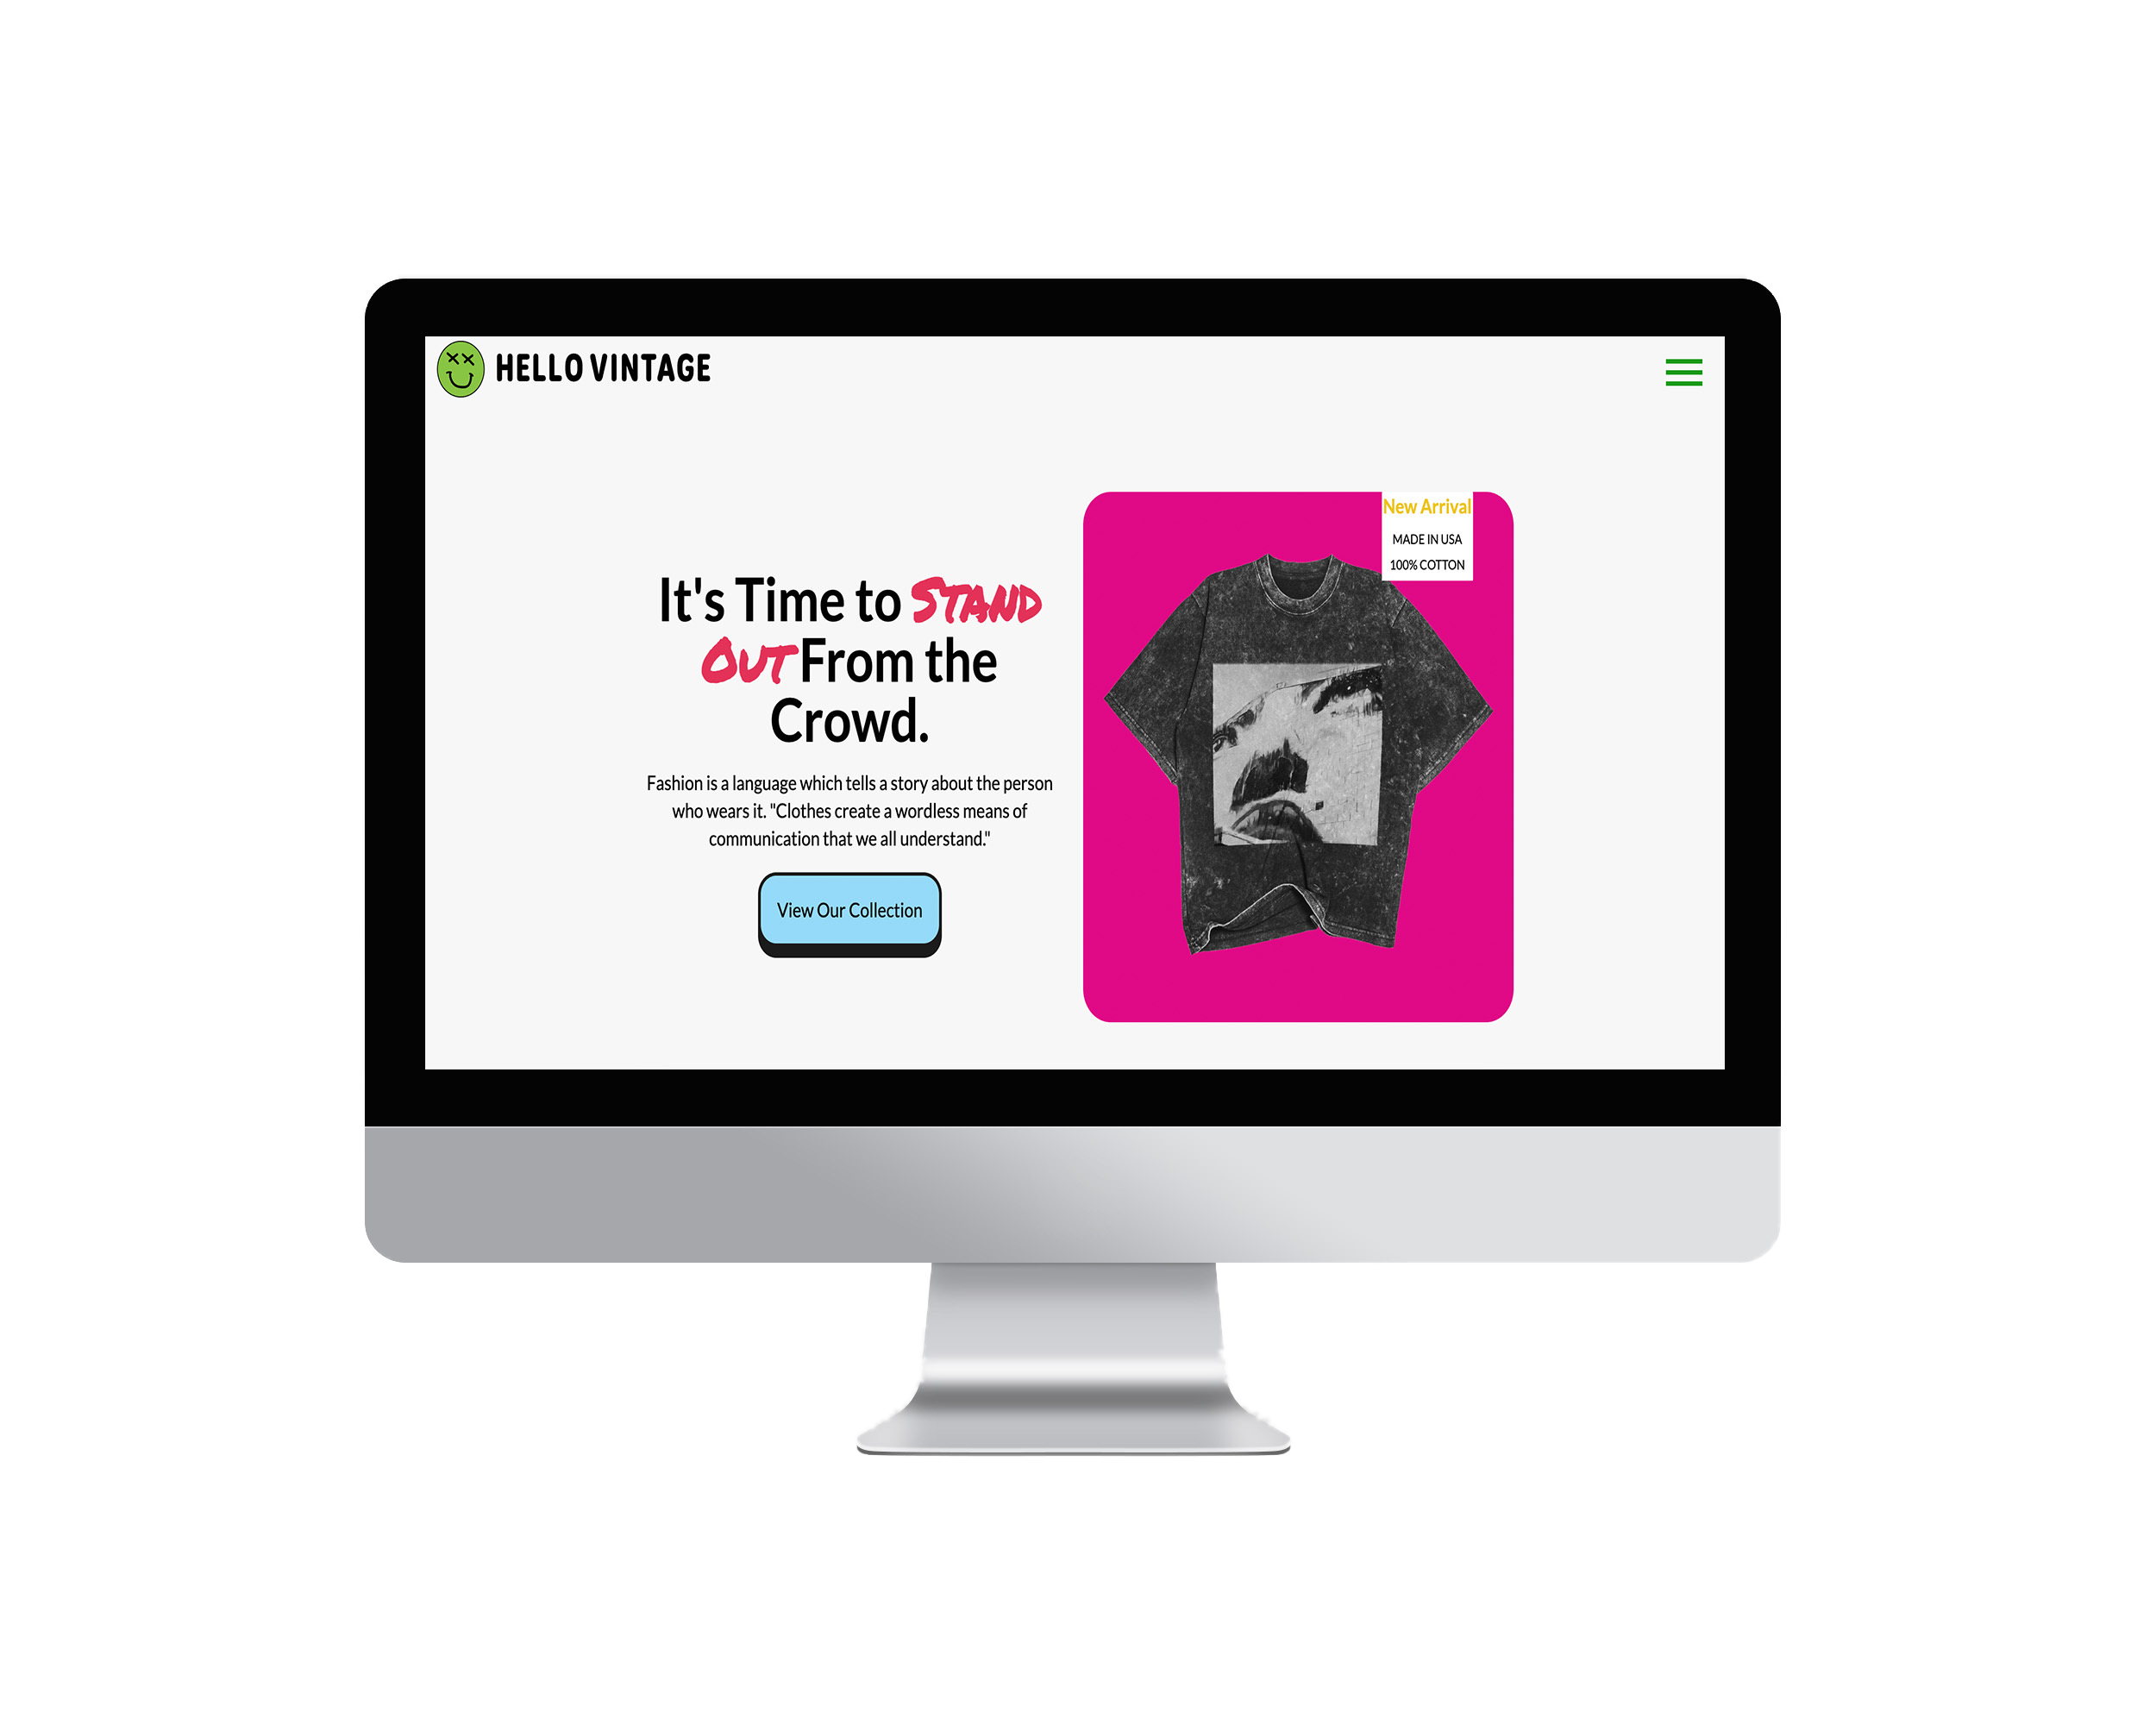 HELLO VINTAGE
It's Time to STAND
OUT From the
Crowd.
Fashion is a language which tells a story about the person
who wears it. "Clothes create a wordless means of
communication that we all understand."
View Our Collection
New Arrival
MADE IN USA
100% COTTON